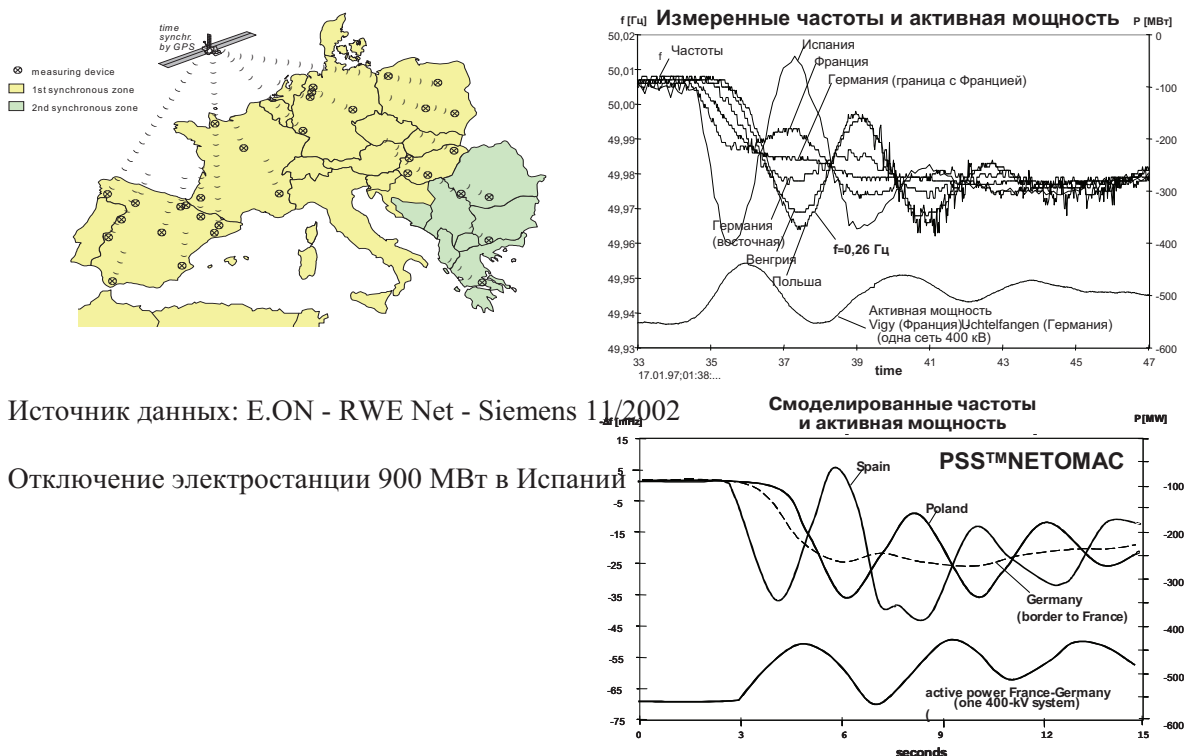 time
synchr.
by GPS
measuring device
1st synchronous zone
2nd synchronous zone
f [Гц] Измеренные частоты и активная мощность P [МВт]
50,02
50,01
50,00
49,99
49,98
49,97
49,96
49,95
49,94
49,93
0
-100
-200
-300
-400
-500
-600
f
Частоты
Испания
Франция
Германия (граница с Францией)
Германия
(восточная)
Венгрия
f=0,26 Гц
Польша
Активная мощность
Vigy (Франция)Uchtelfangen (Германия)
(одна сеть 400 кВ)
33 35 37 39 41 43 45 47
time
17.01.97;01:38:...
Источник данных: E.ON - RWE Net - Siemens 11/2002
Отключение электростанции 900 МВт в Испаний
Смоделированные частоты
и активная мощность
-Δf [mHz]
P [MW]
PSS™NETOMAC
15
5
-5
-15
-25
-35
-45
-55
-65
-75
-100
-200
-300
-400
-500
-600
Spain
Poland
Germany
(border to France)
active power France-Germany
(one 400-kV system)
(
0 3 6 9 12 15
seconds